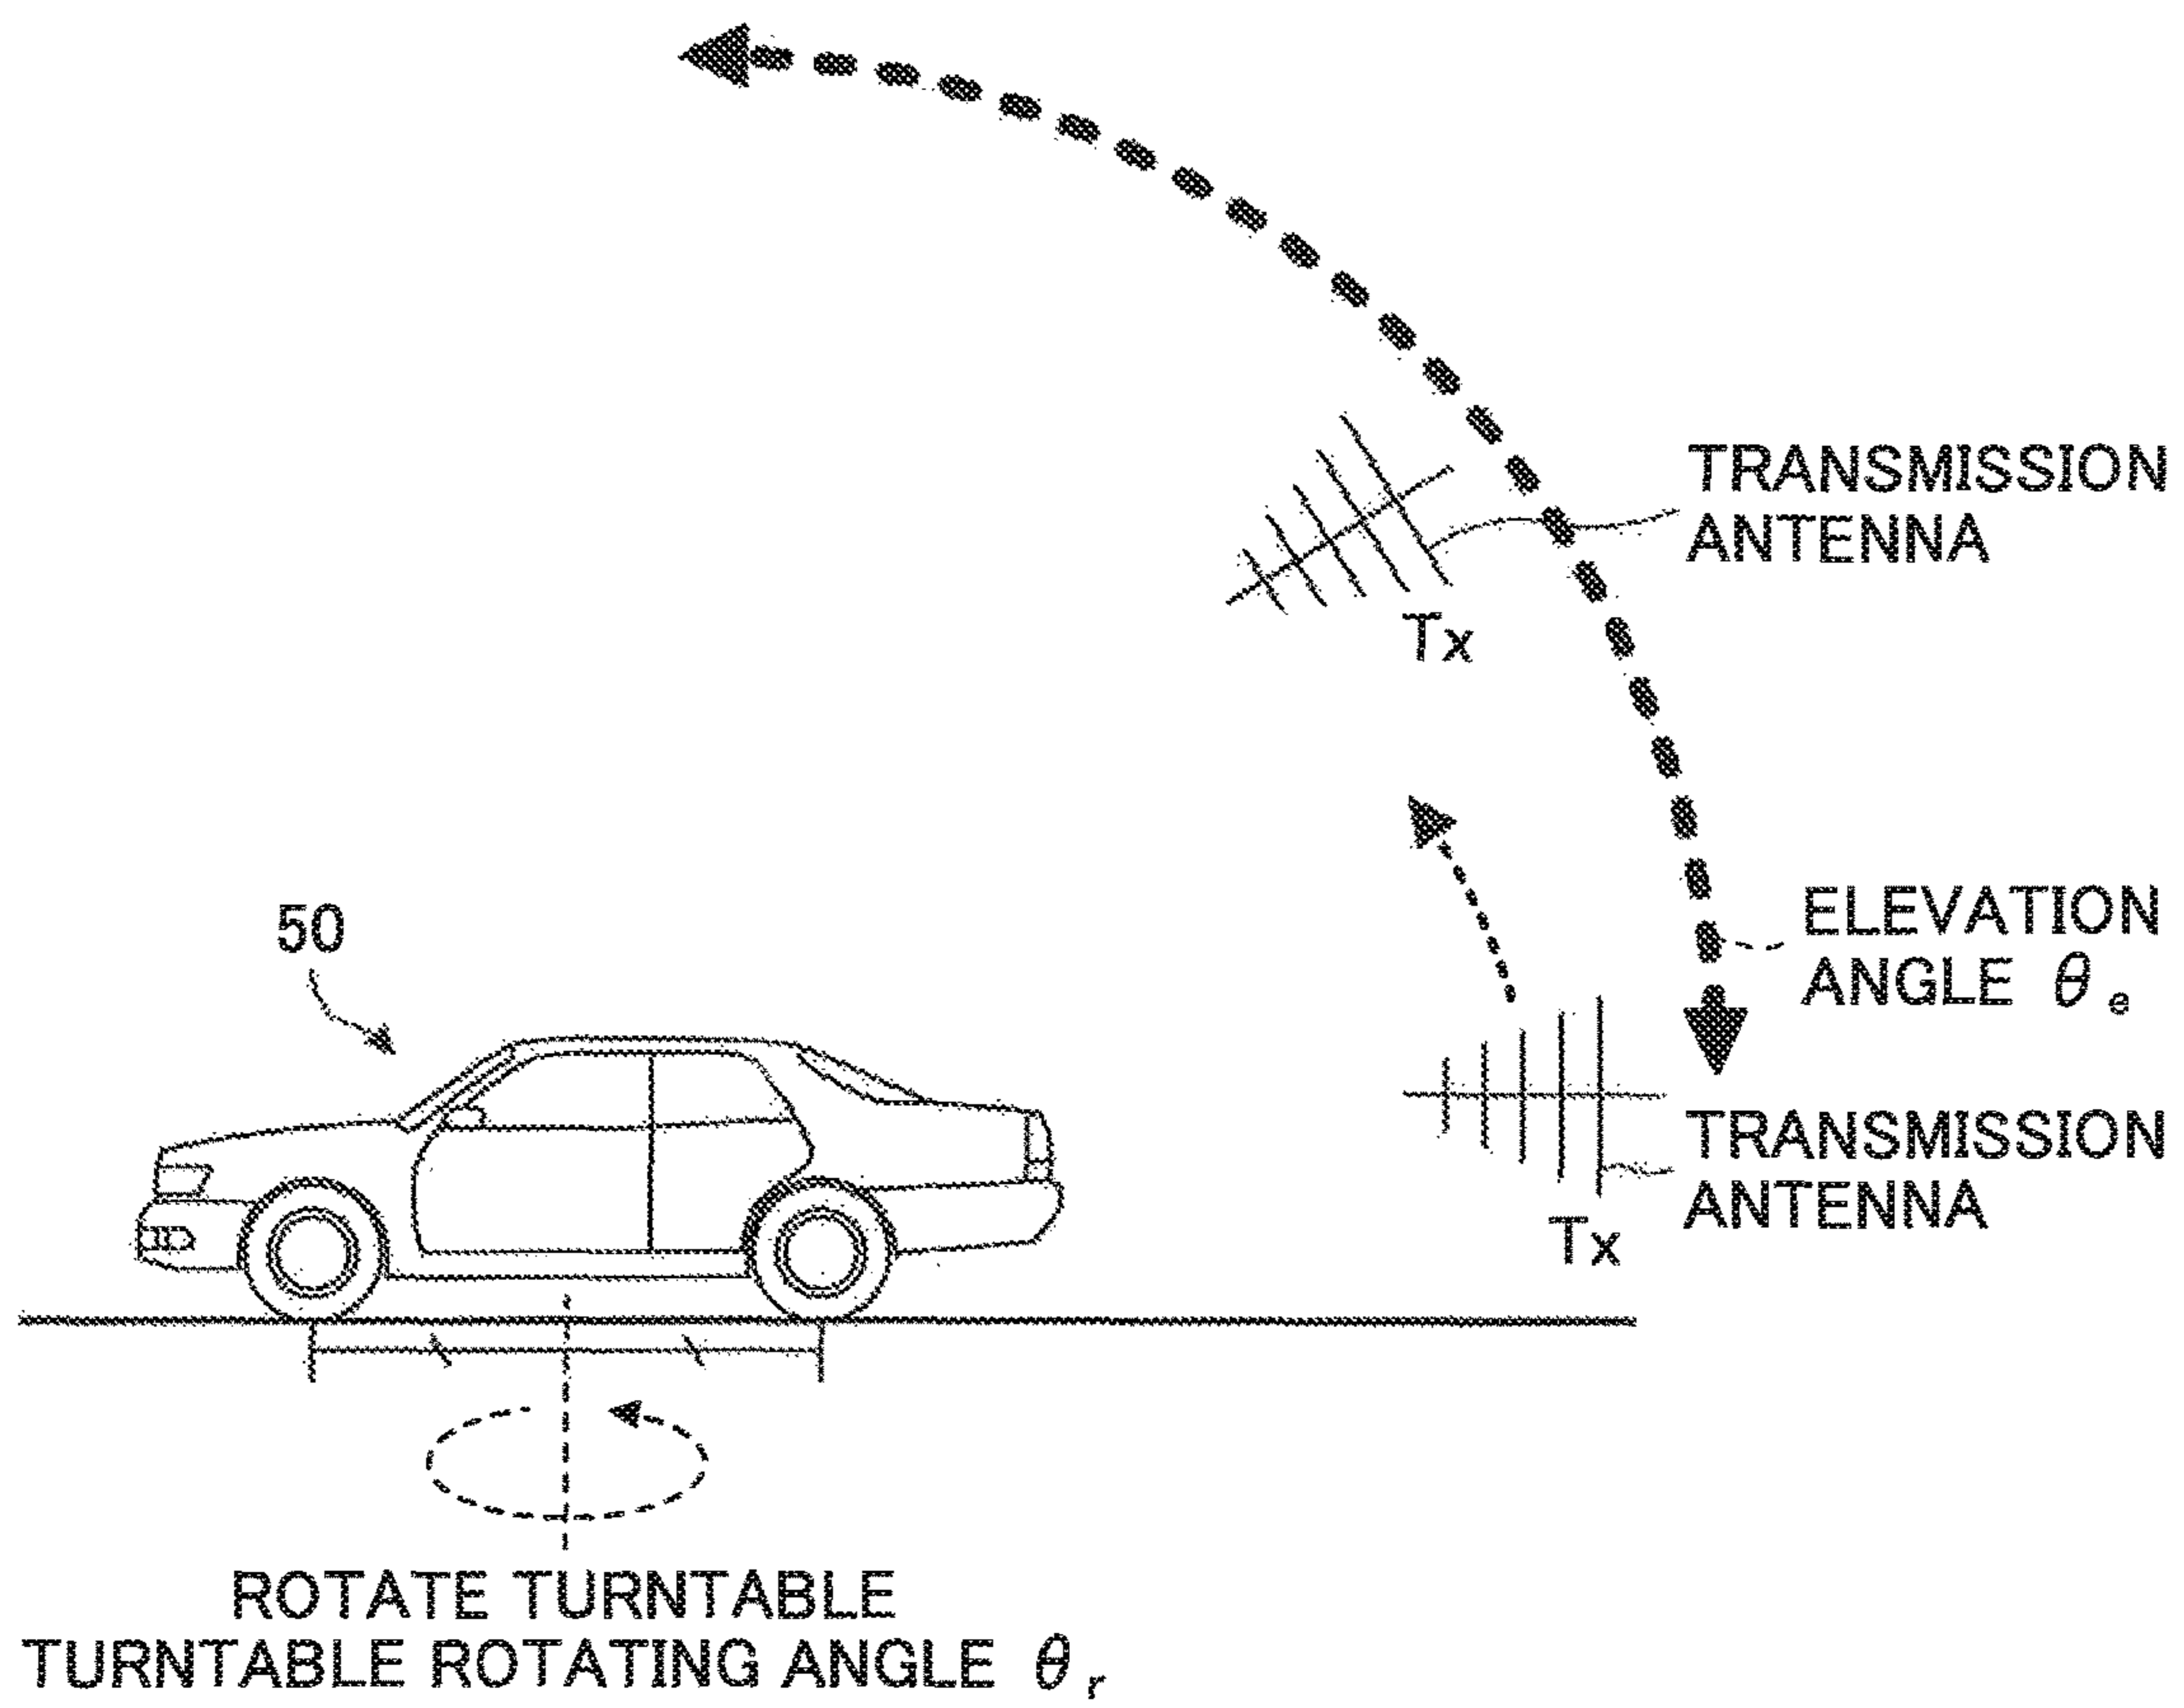 TRANSMISSION
ANTENNA
Tx
50
ELEVATION
ANGLE θe
TRANSMISSION
ANTENNA
Tx
ROTATE TURNTABLE
TURNTABLE ROTATING ANGLE θr